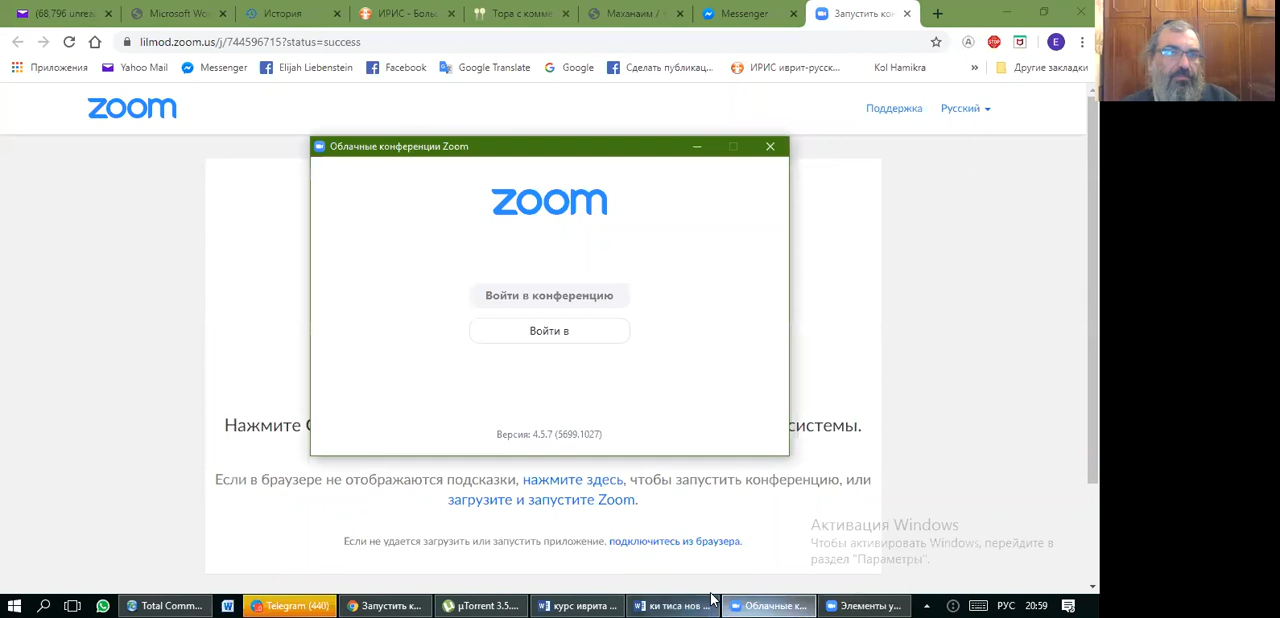 (68,796 unrea
Microsoft Wo
История
ИРИС - Боль
Тора с комме
Маханаим /
Messenger
Запустить ко
lilmod.zoom.us/j/744596715?status=success
Приложения
Yahoo Mail
Messenger
Elijah Liebenstein
Facebook
Google Translate
Google
Сделать публикац...
ИРИС иврит-русск...
Kol Hamikra
»
Другие закладки
zoom
Поддержка
Русский
Облачные конференции Zoom
zoom
Войти в конференцию
Войти в
Версия: 4.5.7 (5699.1027)
Нажмите
системы.
Если в браузере не отображаются подсказки, нажмите здесь, чтобы запустить конференцию, или
загрузите и запустите Zoom.
Если не удается загрузить или запустить приложение, подключитесь из браузера.
Активация Windows
Чтобы активировать Windows, перейдите в
раздел "Параметры".
Total Comm...
Telegram (440)
Запустить к...
µTorrent 3.5....
курс иврита ...
ки тиса нов ...
Облачные к...
Элементы у...
РУС
20:59